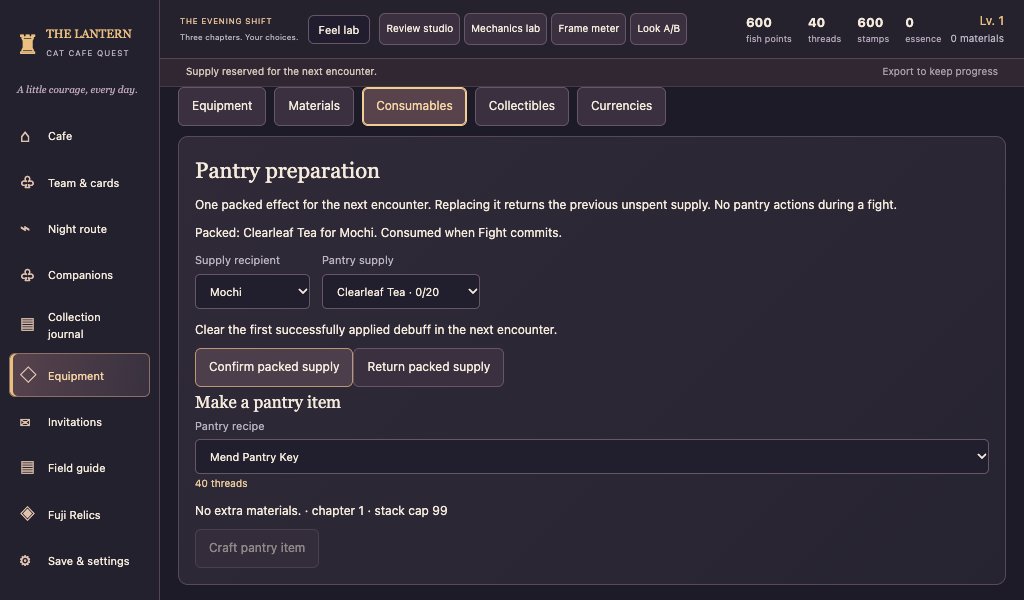 THE LANTERN
CAT CAFE QUEST
A little courage, every day.
Cafe
Team & cards
Night route
Companions
Collection
journal
Equipment
Invitations
Field guide
Fuji Relics
Save & settings
THE EVENING SHIFT
Three chapters. Your choices.
Feel lab
Review studio
Mechanics lab
Frame meter
Look A/B
600
fish points
40
threads
600
stamps
0
essence
Lv. 1
0 materials
Supply reserved for the next encounter.
Export to keep progress
Equipment
Materials
Consumables
Collectibles
Currencies
Pantry preparation
One packed effect for the next encounter. Replacing it returns the previous unspent supply. No pantry actions during a fight.
Packed: Clearleaf Tea for Mochi. Consumed when Fight commits.
Supply recipient
Pantry supply
Mochi
Clearleaf Tea · 0/20
Clear the first successfully applied debuff in the next encounter.
Confirm packed supply
Return packed supply
Make a pantry item
Pantry recipe
Mend Pantry Key
40 threads
No extra materials. · chapter 1 · stack cap 99
Craft pantry item